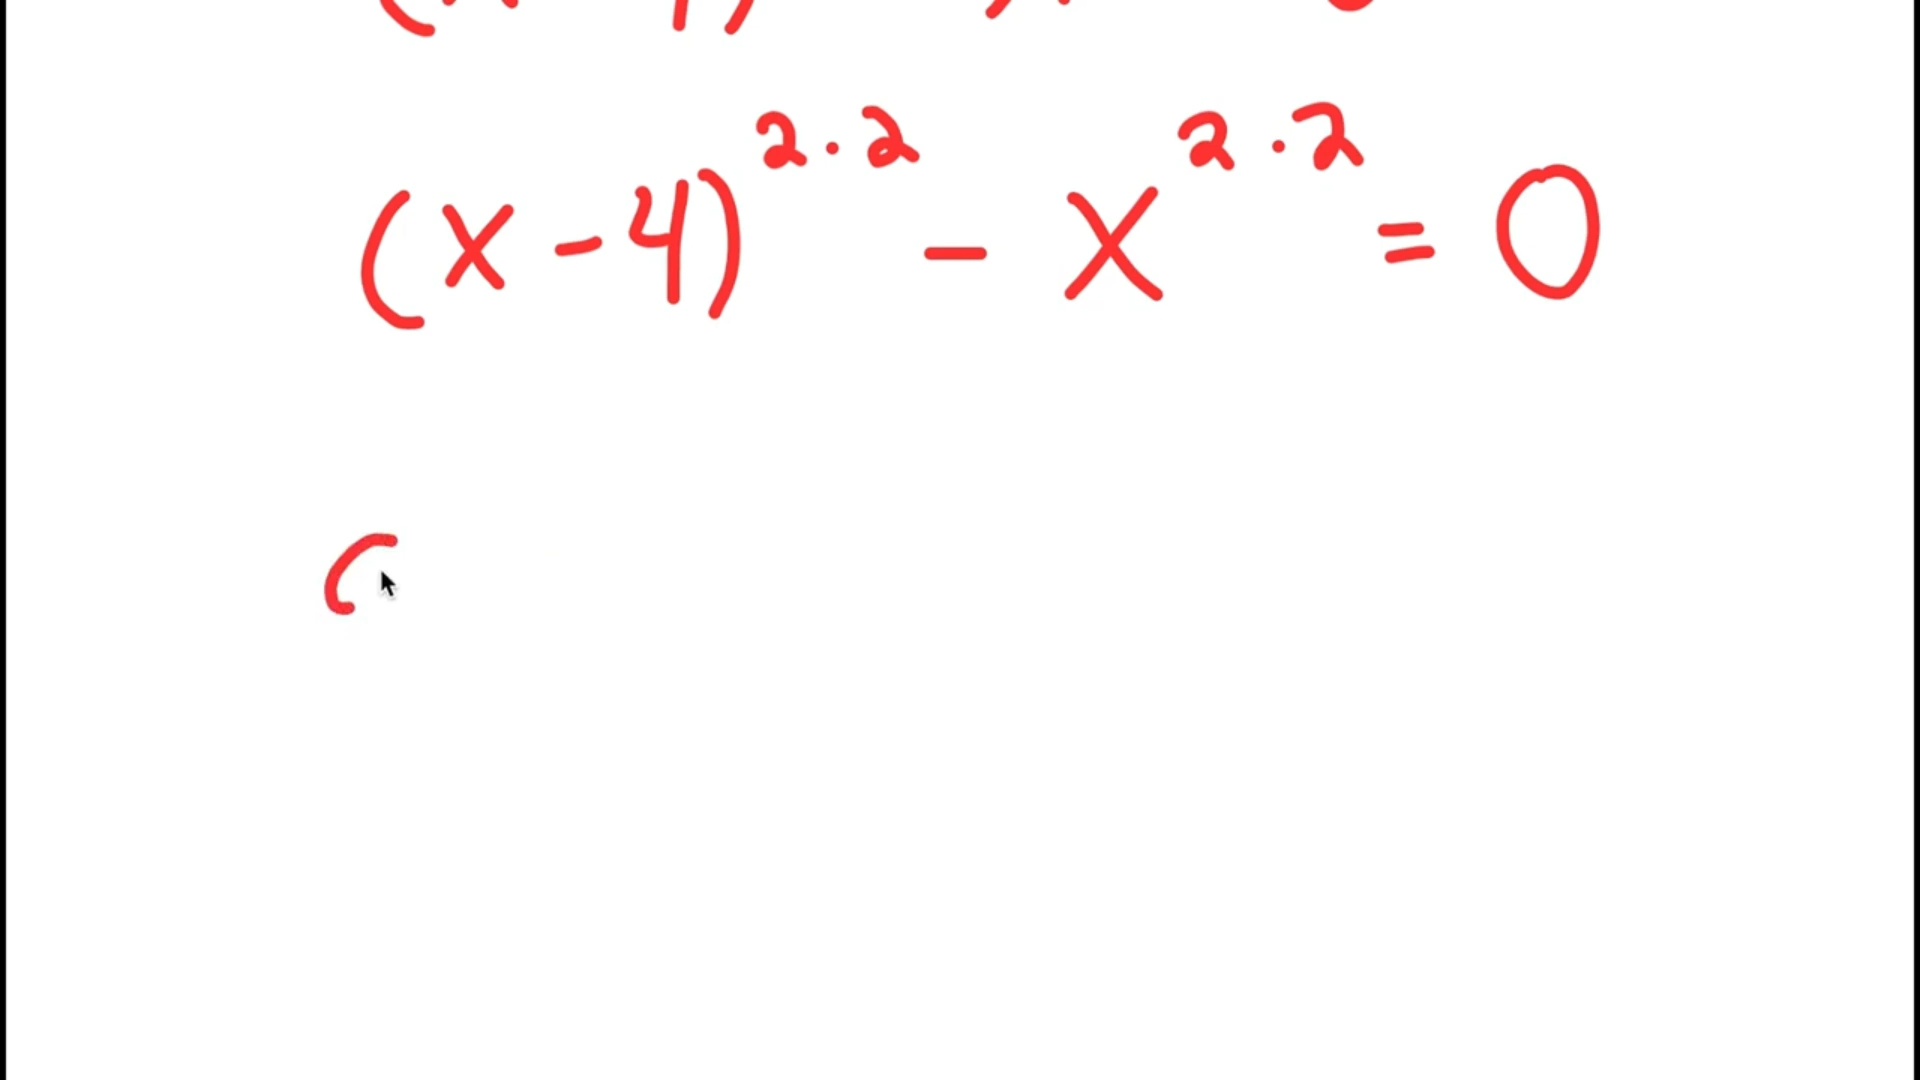 (x-4)^{2·2} - x^{2·2} = 0
(